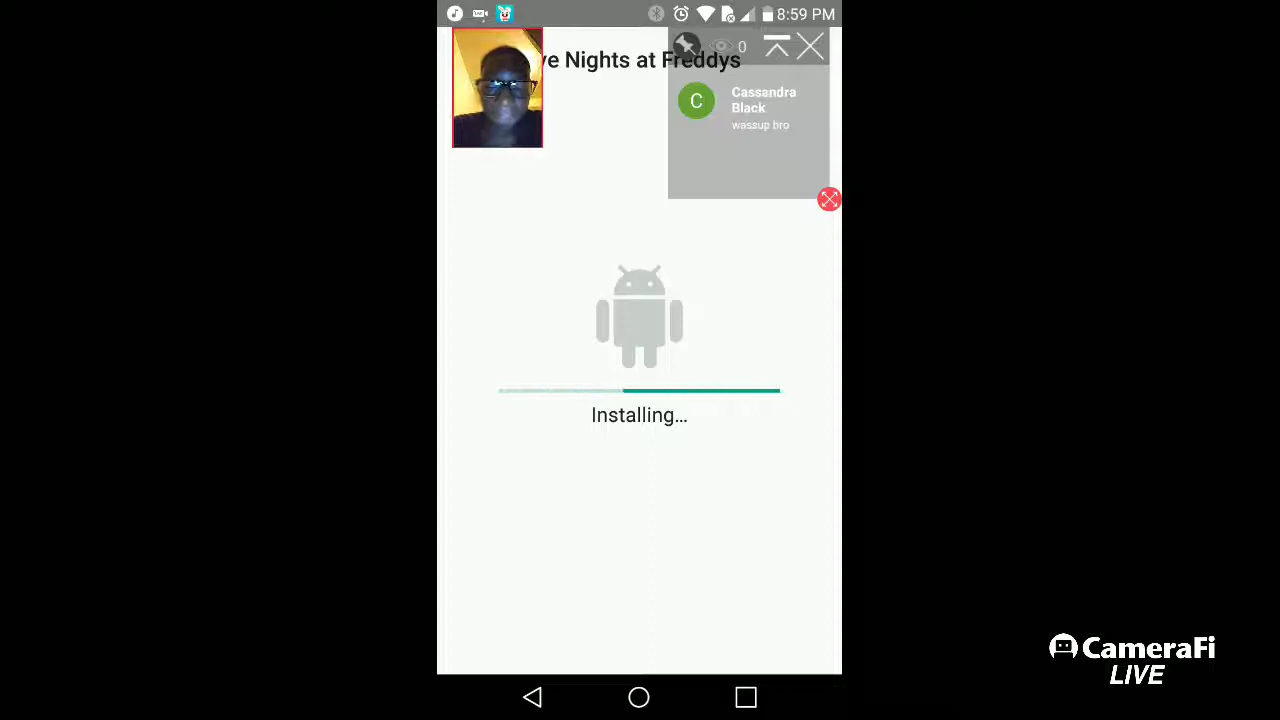 8:59 PM
ve Nights at Freddys
0
C
Cassandra
Black
wassup bro
Installing...
CameraFi
LIVE